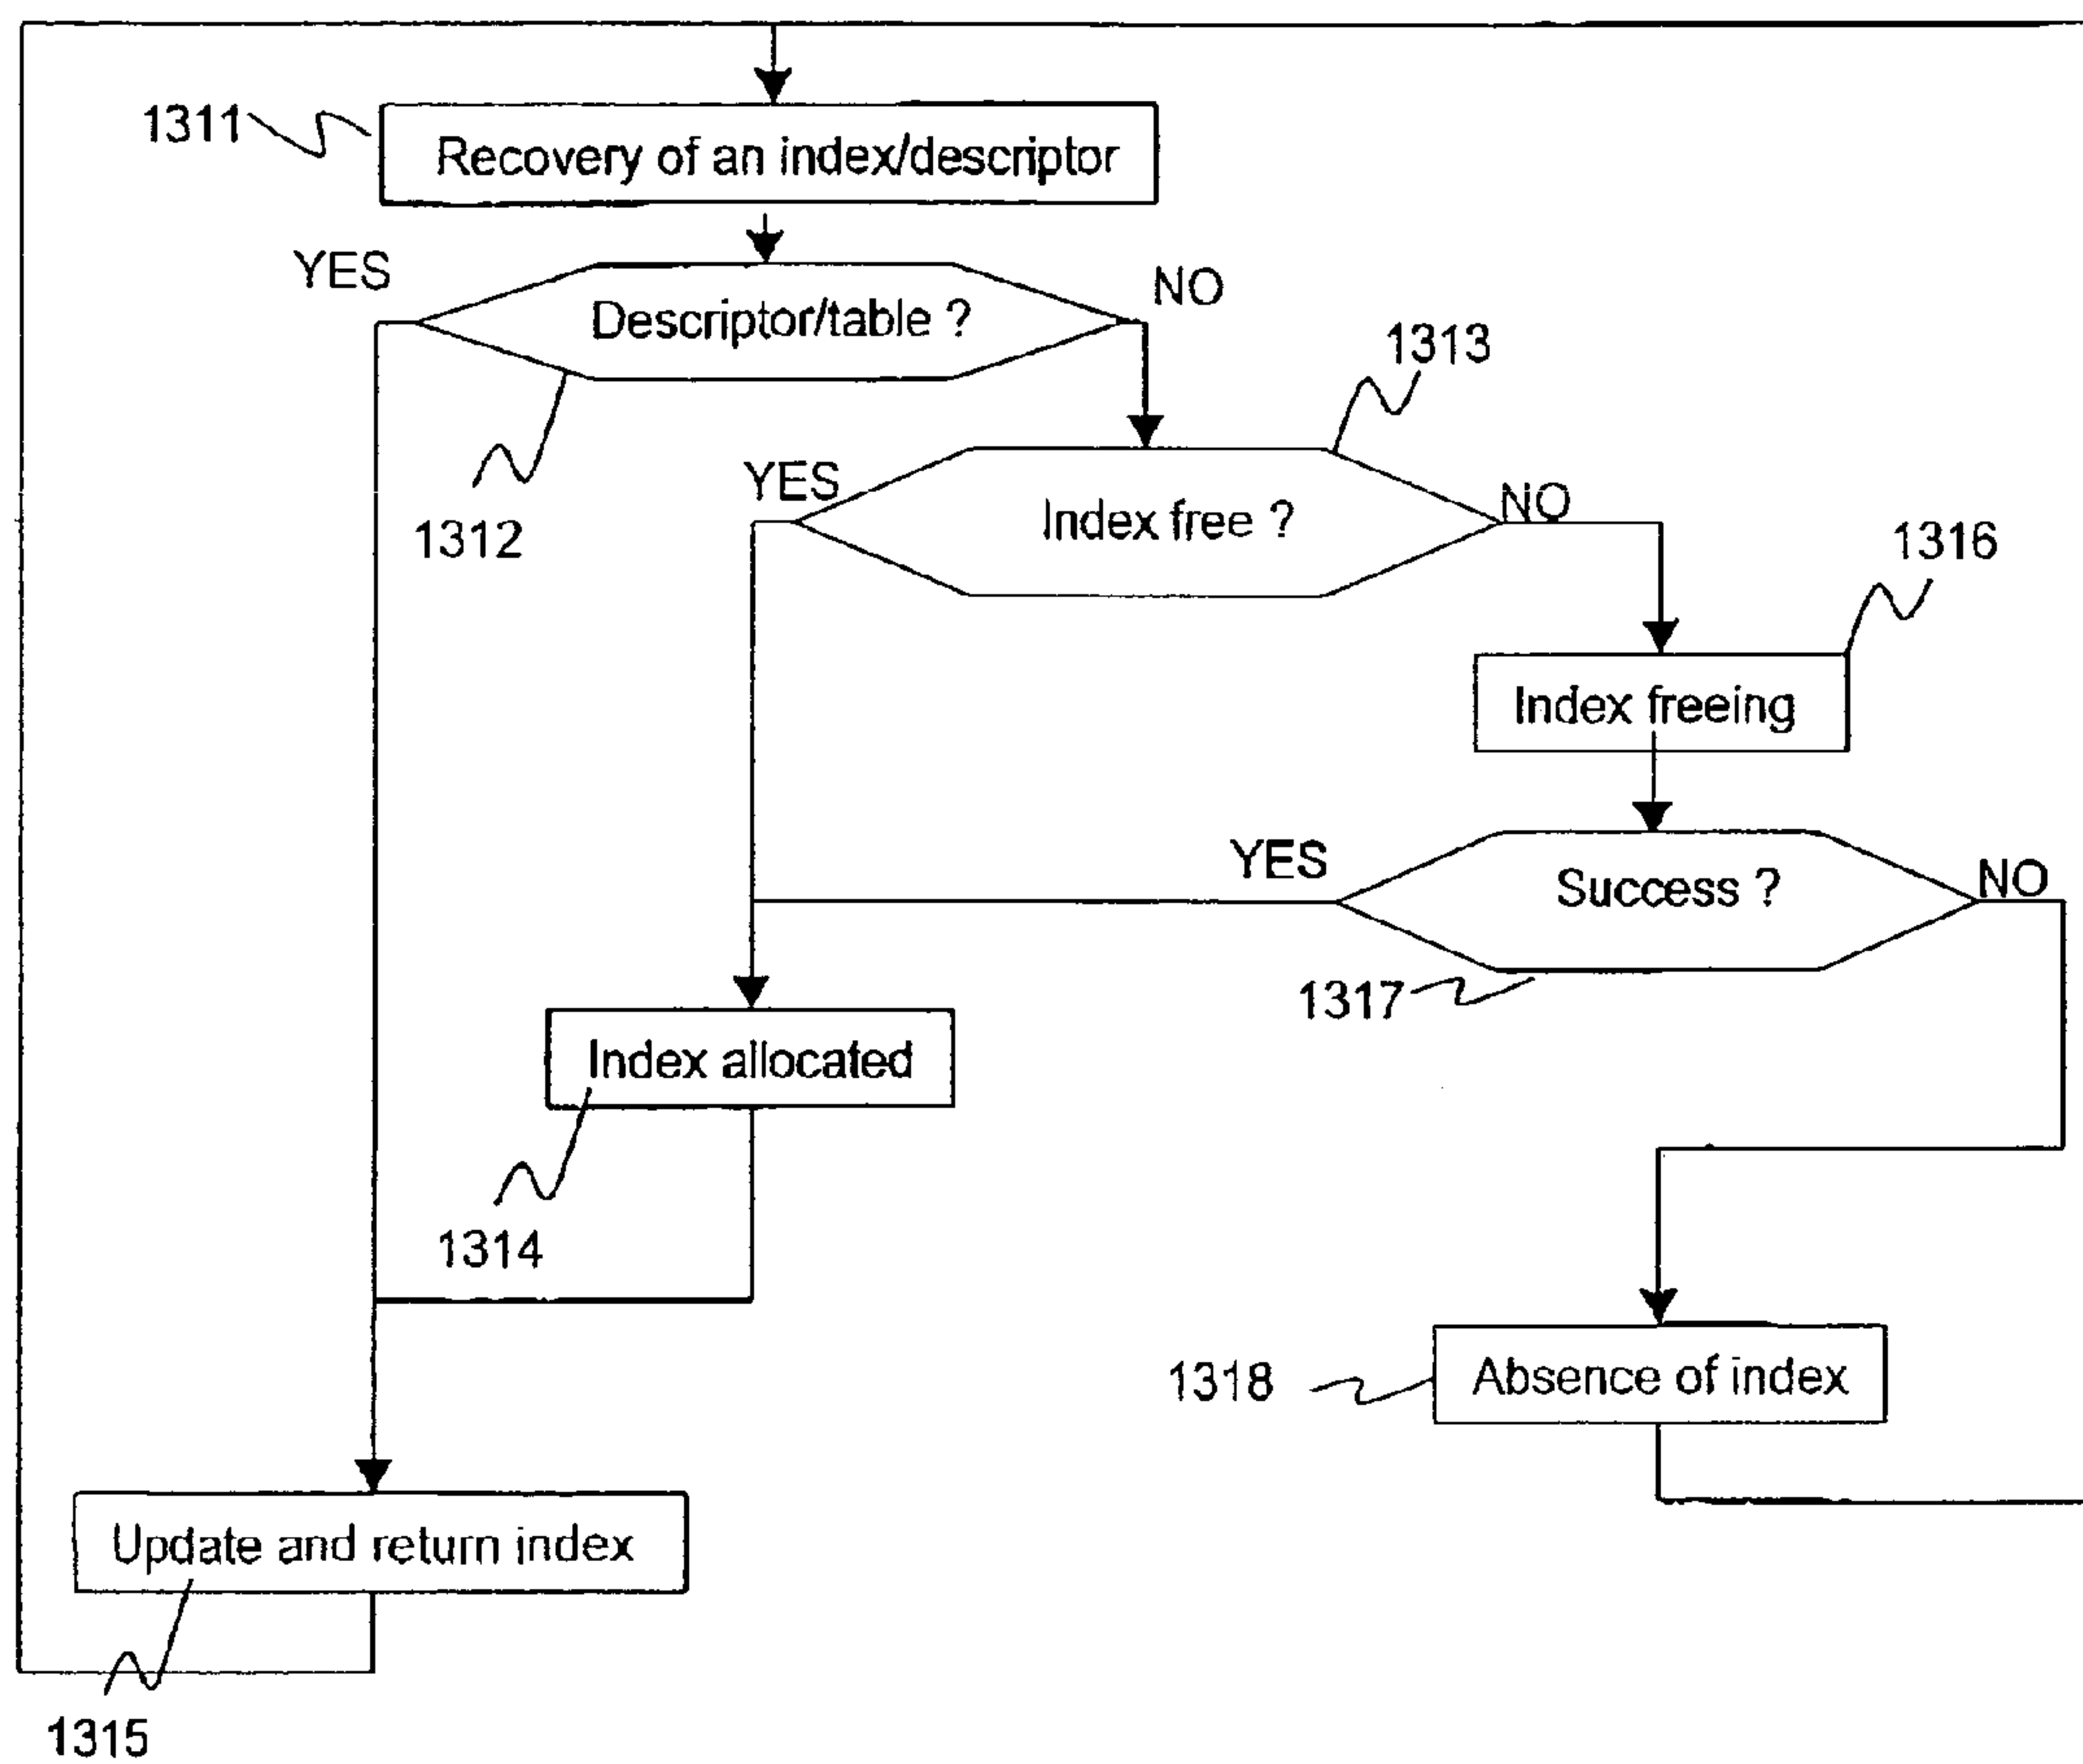 1311
Recovery of an index/descriptor
YES
NO
Descriptor/table ?
1313
1312
YES
NO
Index free ?
1316
Index freeing
YES
NO
Success ?
1317
Index allocated
1314
1318
Absence of index
Update and return index
1315